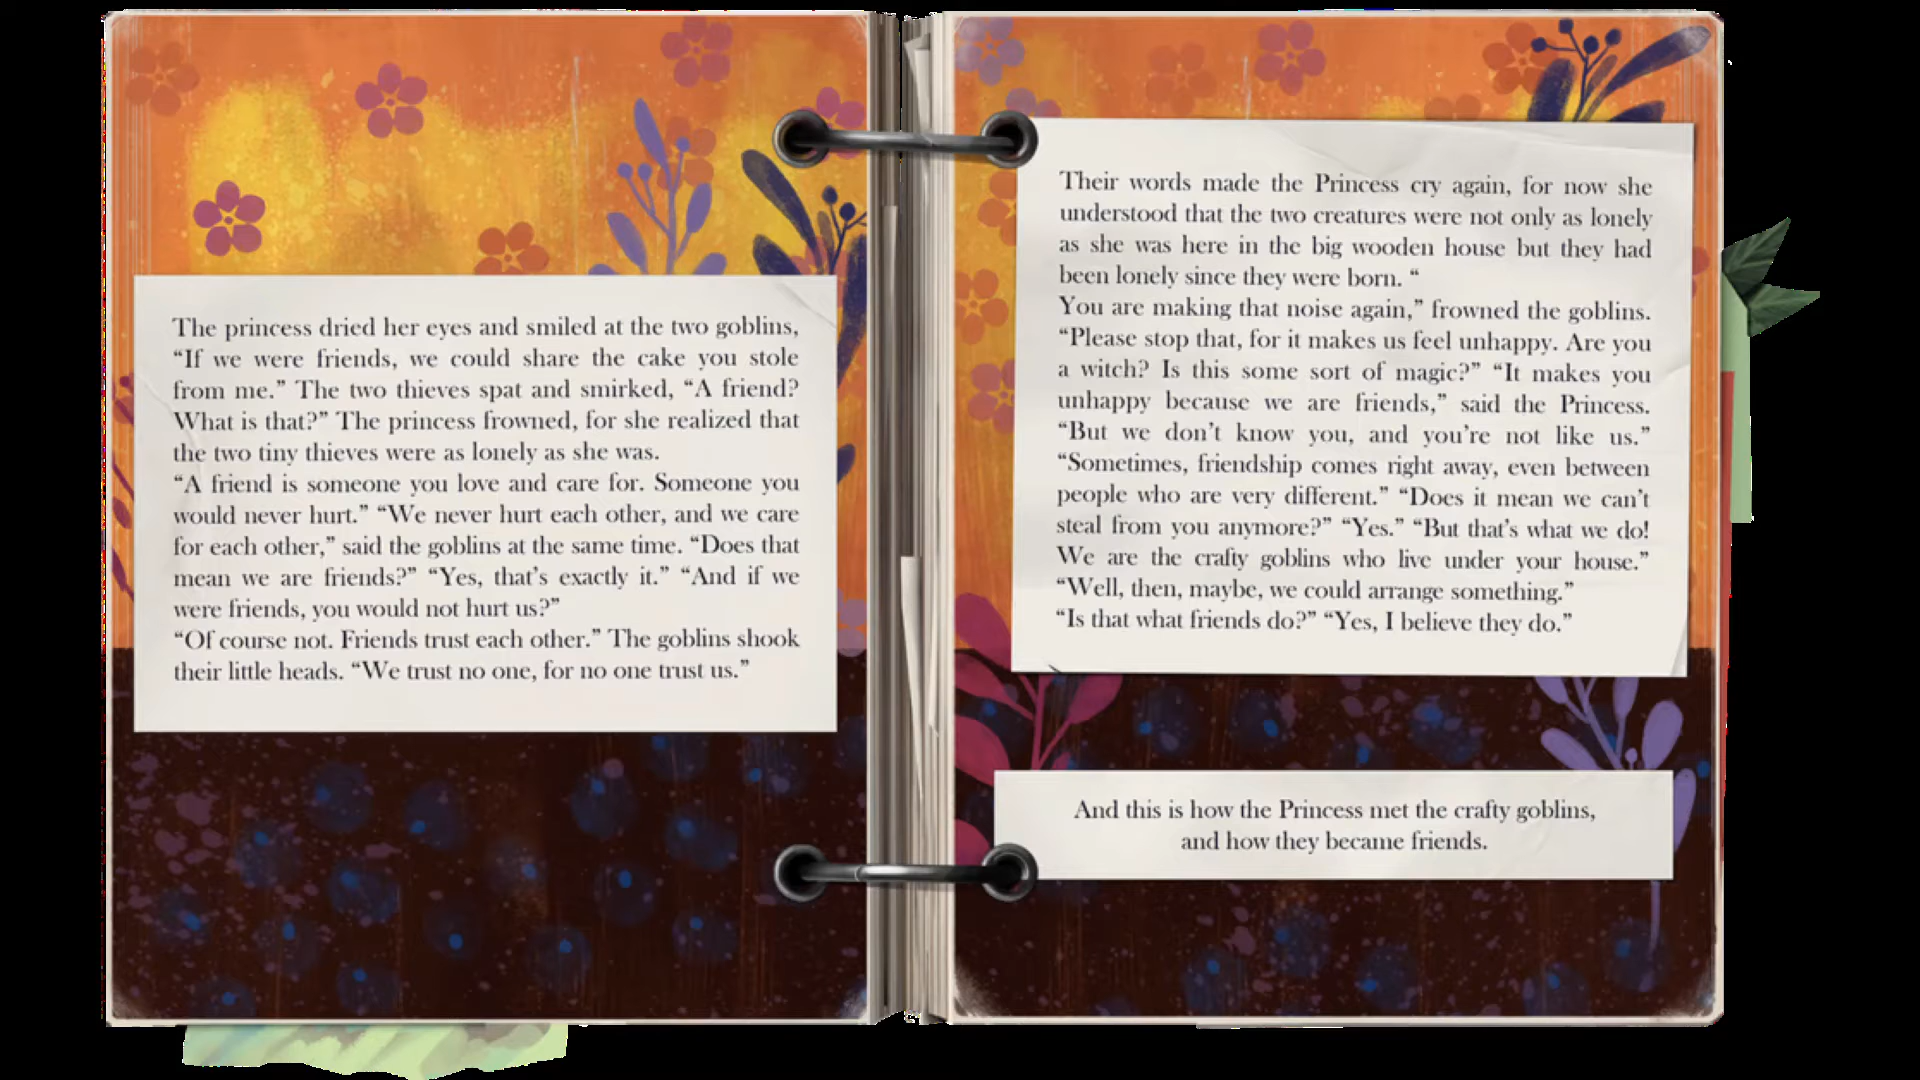 The princess dried her eyes and smiled at the two goblins,
“If we were friends, we could share the cake you stole
from me.” The two thieves spat and smirked, “A friend?
What is that?” The princess frowned, for she realized that
the two tiny thieves were as lonely as she was.
“A friend is someone you love and care for. Someone you
would never hurt.” “We never hurt each other, and we care
for each other,” said the goblins at the same time. “Does that
mean we are friends?” “Yes, that’s exactly it.” “And if we
were friends, you would not hurt us?”
“Of course not. Friends trust each other.” The goblins shook
their little heads. “We trust no one, for no one trust us.”
Their words made the Princess cry again, for now she
understood that the two creatures were not only as lonely
as she was here in the big wooden house but they had
been lonely since they were born. “
You are making that noise again,” frowned the goblins.
“Please stop that, for it makes us feel unhappy. Are you
a witch? Is this some sort of magic?” “It makes you
unhappy because we are friends,” said the Princess.
“But we don’t know you, and you’re not like us.”
“Sometimes, friendship comes right away, even between
people who are very different.” “Does it mean we can’t
steal from you anymore?” “Yes.” “But that’s what we do!
We are the crafty goblins who live under your house.”
“Well, then, maybe, we could arrange something.”
“Is that what friends do?” “Yes, I believe they do.”
And this is how the Princess met the crafty goblins,
and how they became friends.